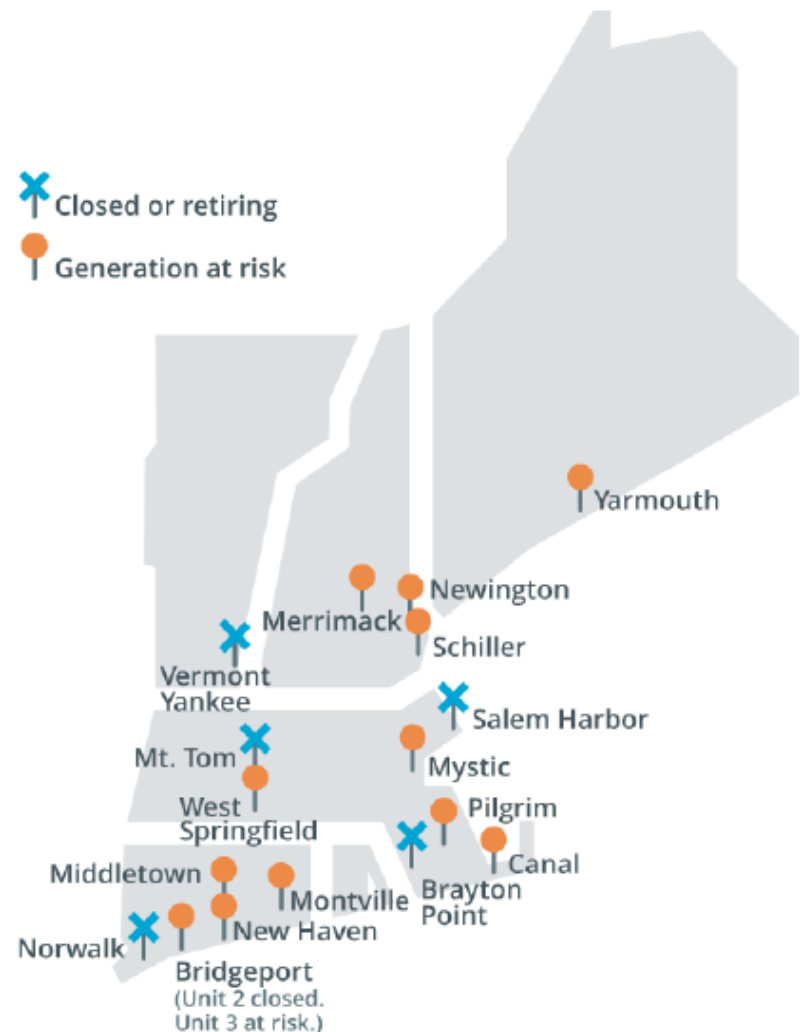 Closed or retiring
Generation at risk
Yarmouth
Newington
Merrimack
Schiller
Vermont
Yankee
Salem Harbor
Mt. Tom
Mystic
West
Springfield
Pilgrim
Canal
Middletown
Brayton
Point
Montville
New Haven
Norwalk
Bridgeport
(Unit 2 closed.
Unit 3 at risk.)